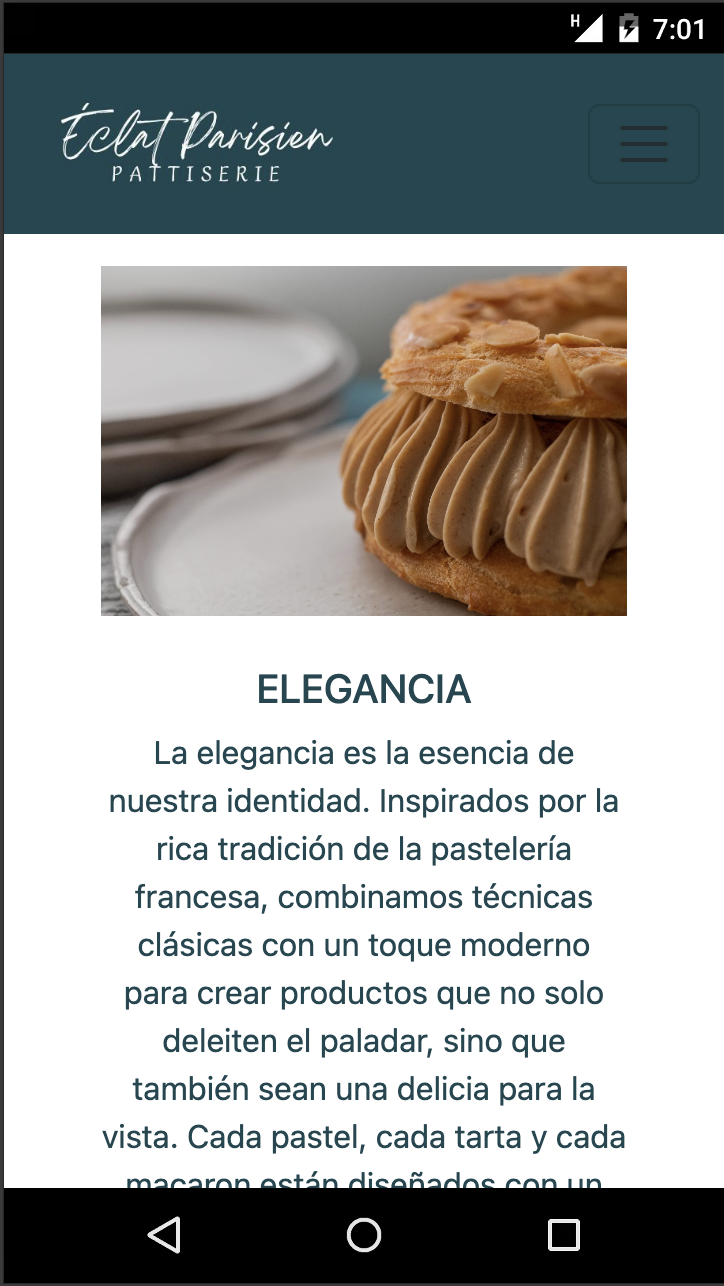 H 7:01
Éclat Parisien
PATTISERIE
ELEGANCIA
La elegancia es la esencia de
nuestra identidad. Inspirados por la
rica tradición de la pastelería
francesa, combinamos técnicas
clásicas con un toque moderno
para crear productos que no solo
deleiten el paladar, sino que
también sean una delicia para la
vista. Cada pastel, cada tarta y cada
macaron están diseñados con un